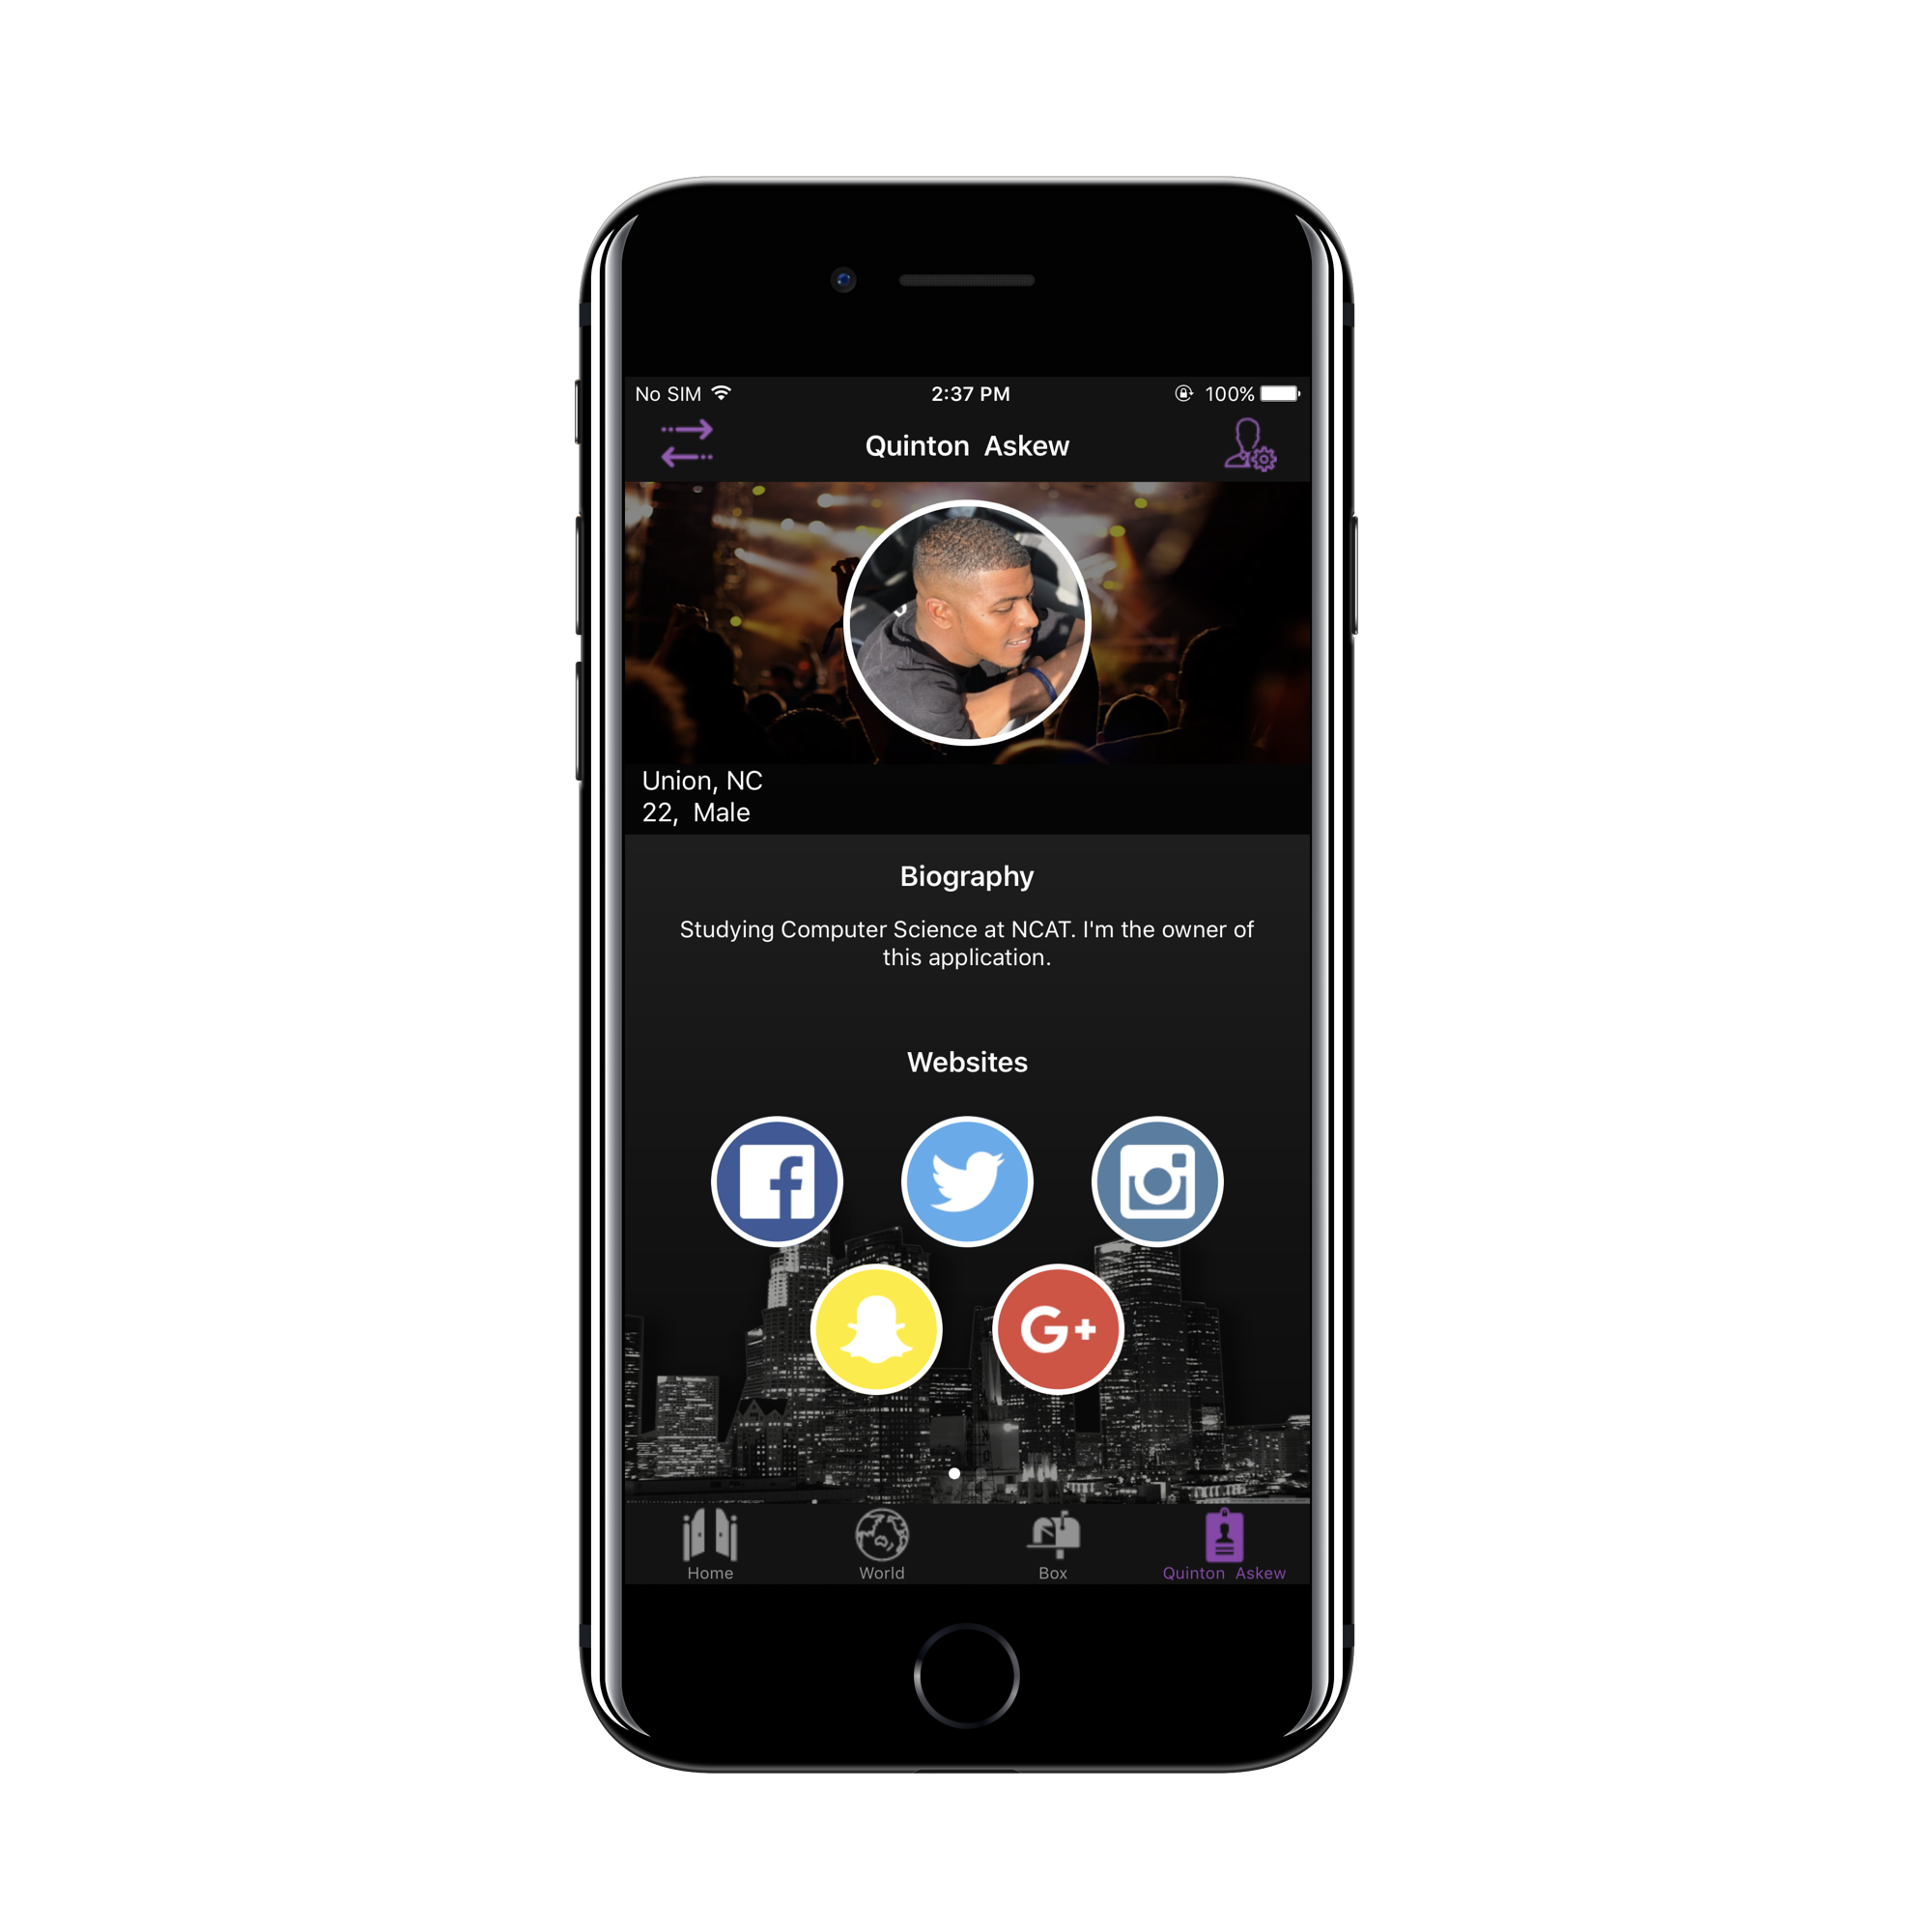 No SIM 2:37 PM 100%
Quinton Askew
Union, NC
22, Male
Biography
Studying Computer Science at NCAT. I'm the owner of
this application.
Websites
f
G+
Home World Box Quinton Askew